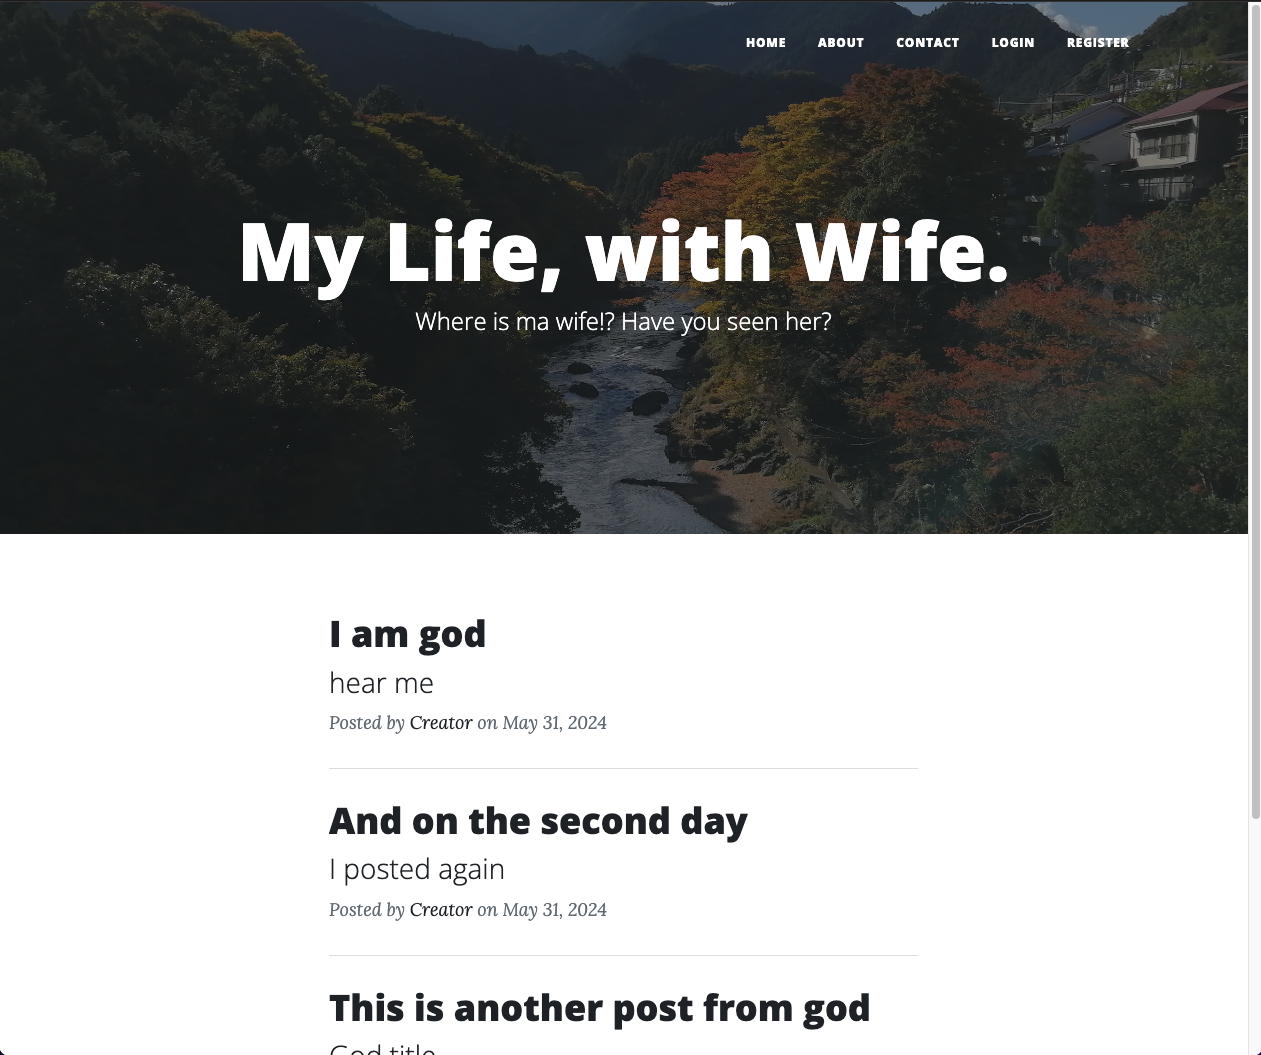 HOME ABOUT CONTACT LOGIN REGISTER
My Life, with Wife.
Where is ma wife!? Have you seen her?
I am god
hear me
Posted by Creator on May 31, 2024
And on the second day
I posted again
Posted by Creator on May 31, 2024
This is another post from god
God title